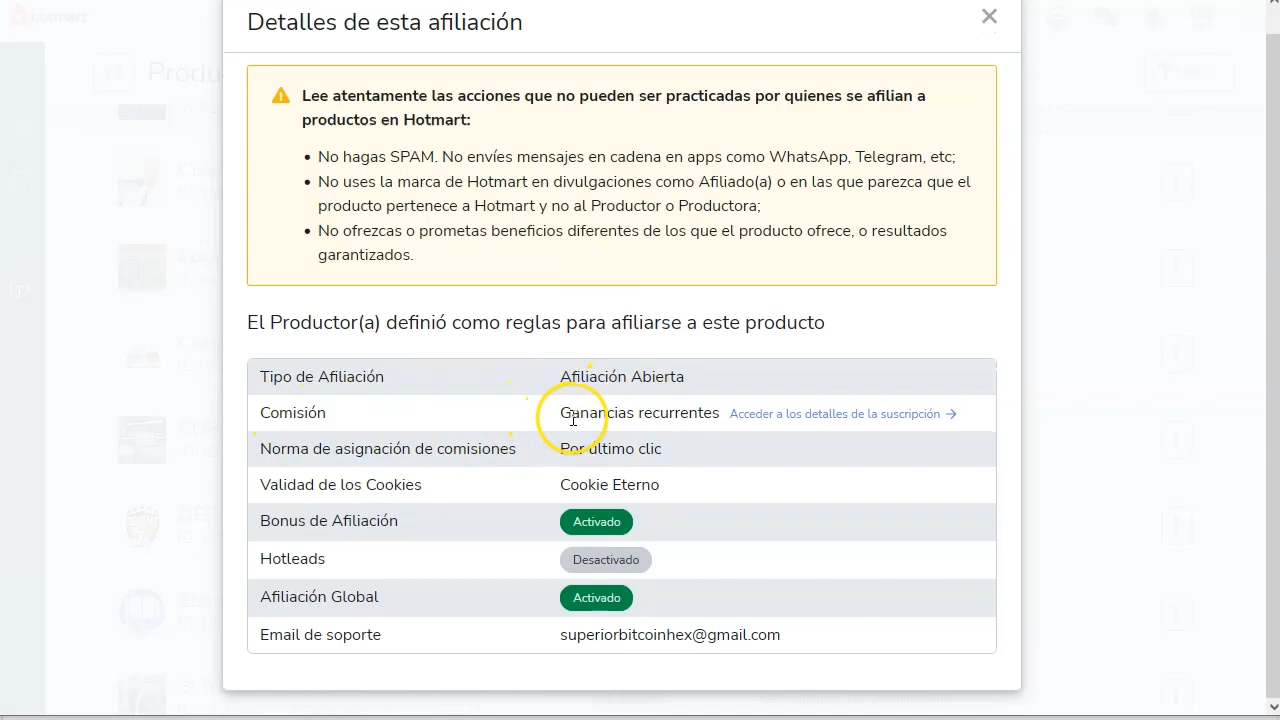 Detalles de esta afiliación
Lee atentamente las acciones que no pueden ser practicadas por quienes se afilian a
productos en Hotmart:
• No hagas SPAM. No envíes mensajes en cadena en apps como WhatsApp, Telegram, etc;
• No uses la marca de Hotmart en divulgaciones como Afiliado(a) o en las que parezca que el
producto pertenece a Hotmart y no al Productor o Productora;
• No ofrezcas o prometas beneficios diferentes de los que el producto ofrece, o resultados
garantizados.
El Productor(a) definió como reglas para afiliarse a este producto
Tipo de Afiliación Afiliación Abierta
Comisión Ganancias recurrentes Acceder a los detalles de la suscripción →
Norma de asignación de comisiones Por último clic
Validad de los Cookies Cookie Eterno
Bonus de Afiliación Activado
Hotleads Desactivado
Afiliación Global Activado
Email de soporte superiorbitcoinhex@gmail.com